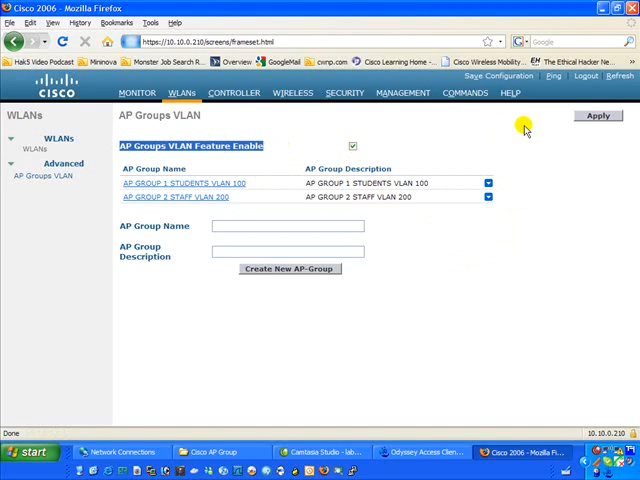 Cisco 2006 - Mozilla Firefox
File Edit View History Bookmarks Tools Help
https://10.10.0.210/screens/frameset.html
Google
Hak5 Video Podcast Mininova Monster Job Search R... Overview GoogleMail cwnp.com Cisco Learning Home... Cisco Wireless Mobility... The Ethical Hacker Ne...
Save Configuration Ping Logout Refresh
CISCO
MONITOR WLANs CONTROLLER WIRELESS SECURITY MANAGEMENT COMMANDS HELP
WLANs
AP Groups VLAN
Apply
WLANs
WLANs
Advanced
AP Groups VLAN
AP Groups VLAN Feature Enable
AP Group Name AP Group Description
AP GROUP 1 STUDENTS VLAN 100 AP GROUP 1 STUDENTS VLAN 100
AP GROUP 2 STAFF VLAN 200 AP GROUP 2 STAFF VLAN 200
AP Group Name
AP Group
Description
Create New AP-Group
Done
10.10.0.210
start
Network Connections
Cisco AP Group
Camtasia Studio - lab...
Odyssey Access Clien...
Cisco 2006 - Mozilla Fi...